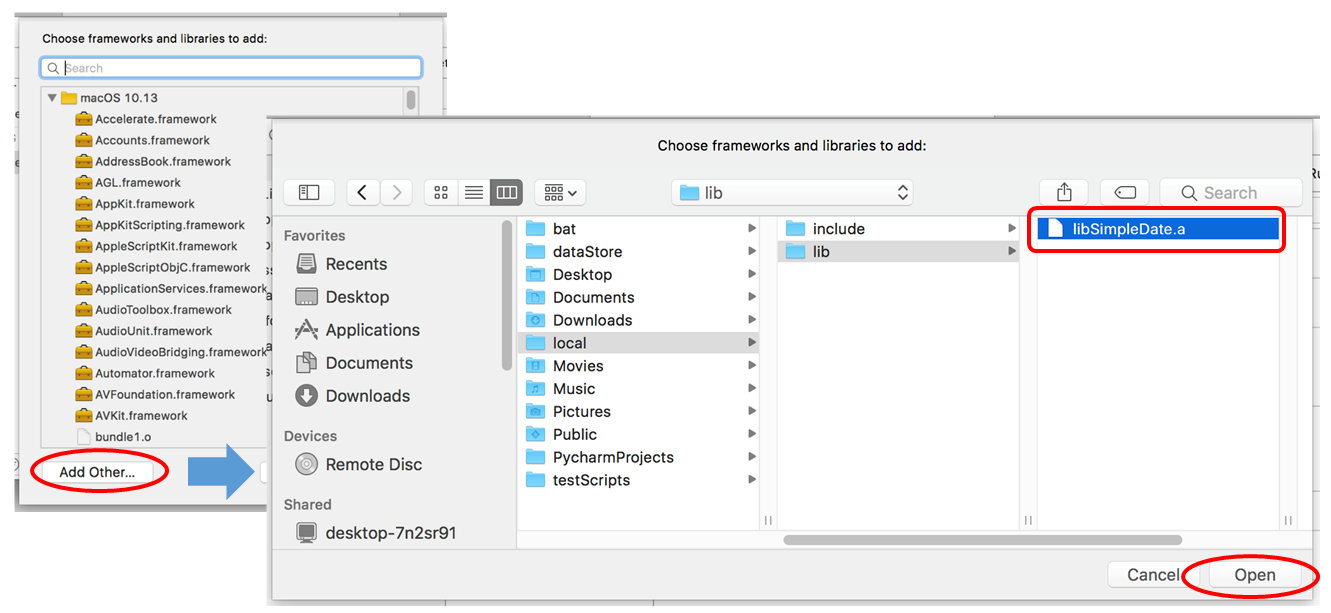 Choose frameworks and libraries to add:
Search
macOS 10.13
Accelerate.framework
Accounts.framework
AddressBook.framework
AGL.framework
AppKit.framework
AppKitScripting.framework
AppleScriptKit.framework
AppleScriptObjC.framework
ApplicationServices.framework
AudioToolbox.framework
AudioUnit.framework
AudioVideoBridging.framework
Automator.framework
AVFoundation.framework
AVKit.framework
bundle1.o
Add Other...
Choose frameworks and libraries to add:
lib
Search
Favorites
Recents
Desktop
Applications
Documents
Downloads
Devices
Remote Disc
Shared
desktop-7n2sr91
bat
dataStore
Desktop
Documents
Downloads
local
Movies
Music
Pictures
Public
PycharmProjects
testScripts
include
lib
libSimpleDate.a
Cancel
Open